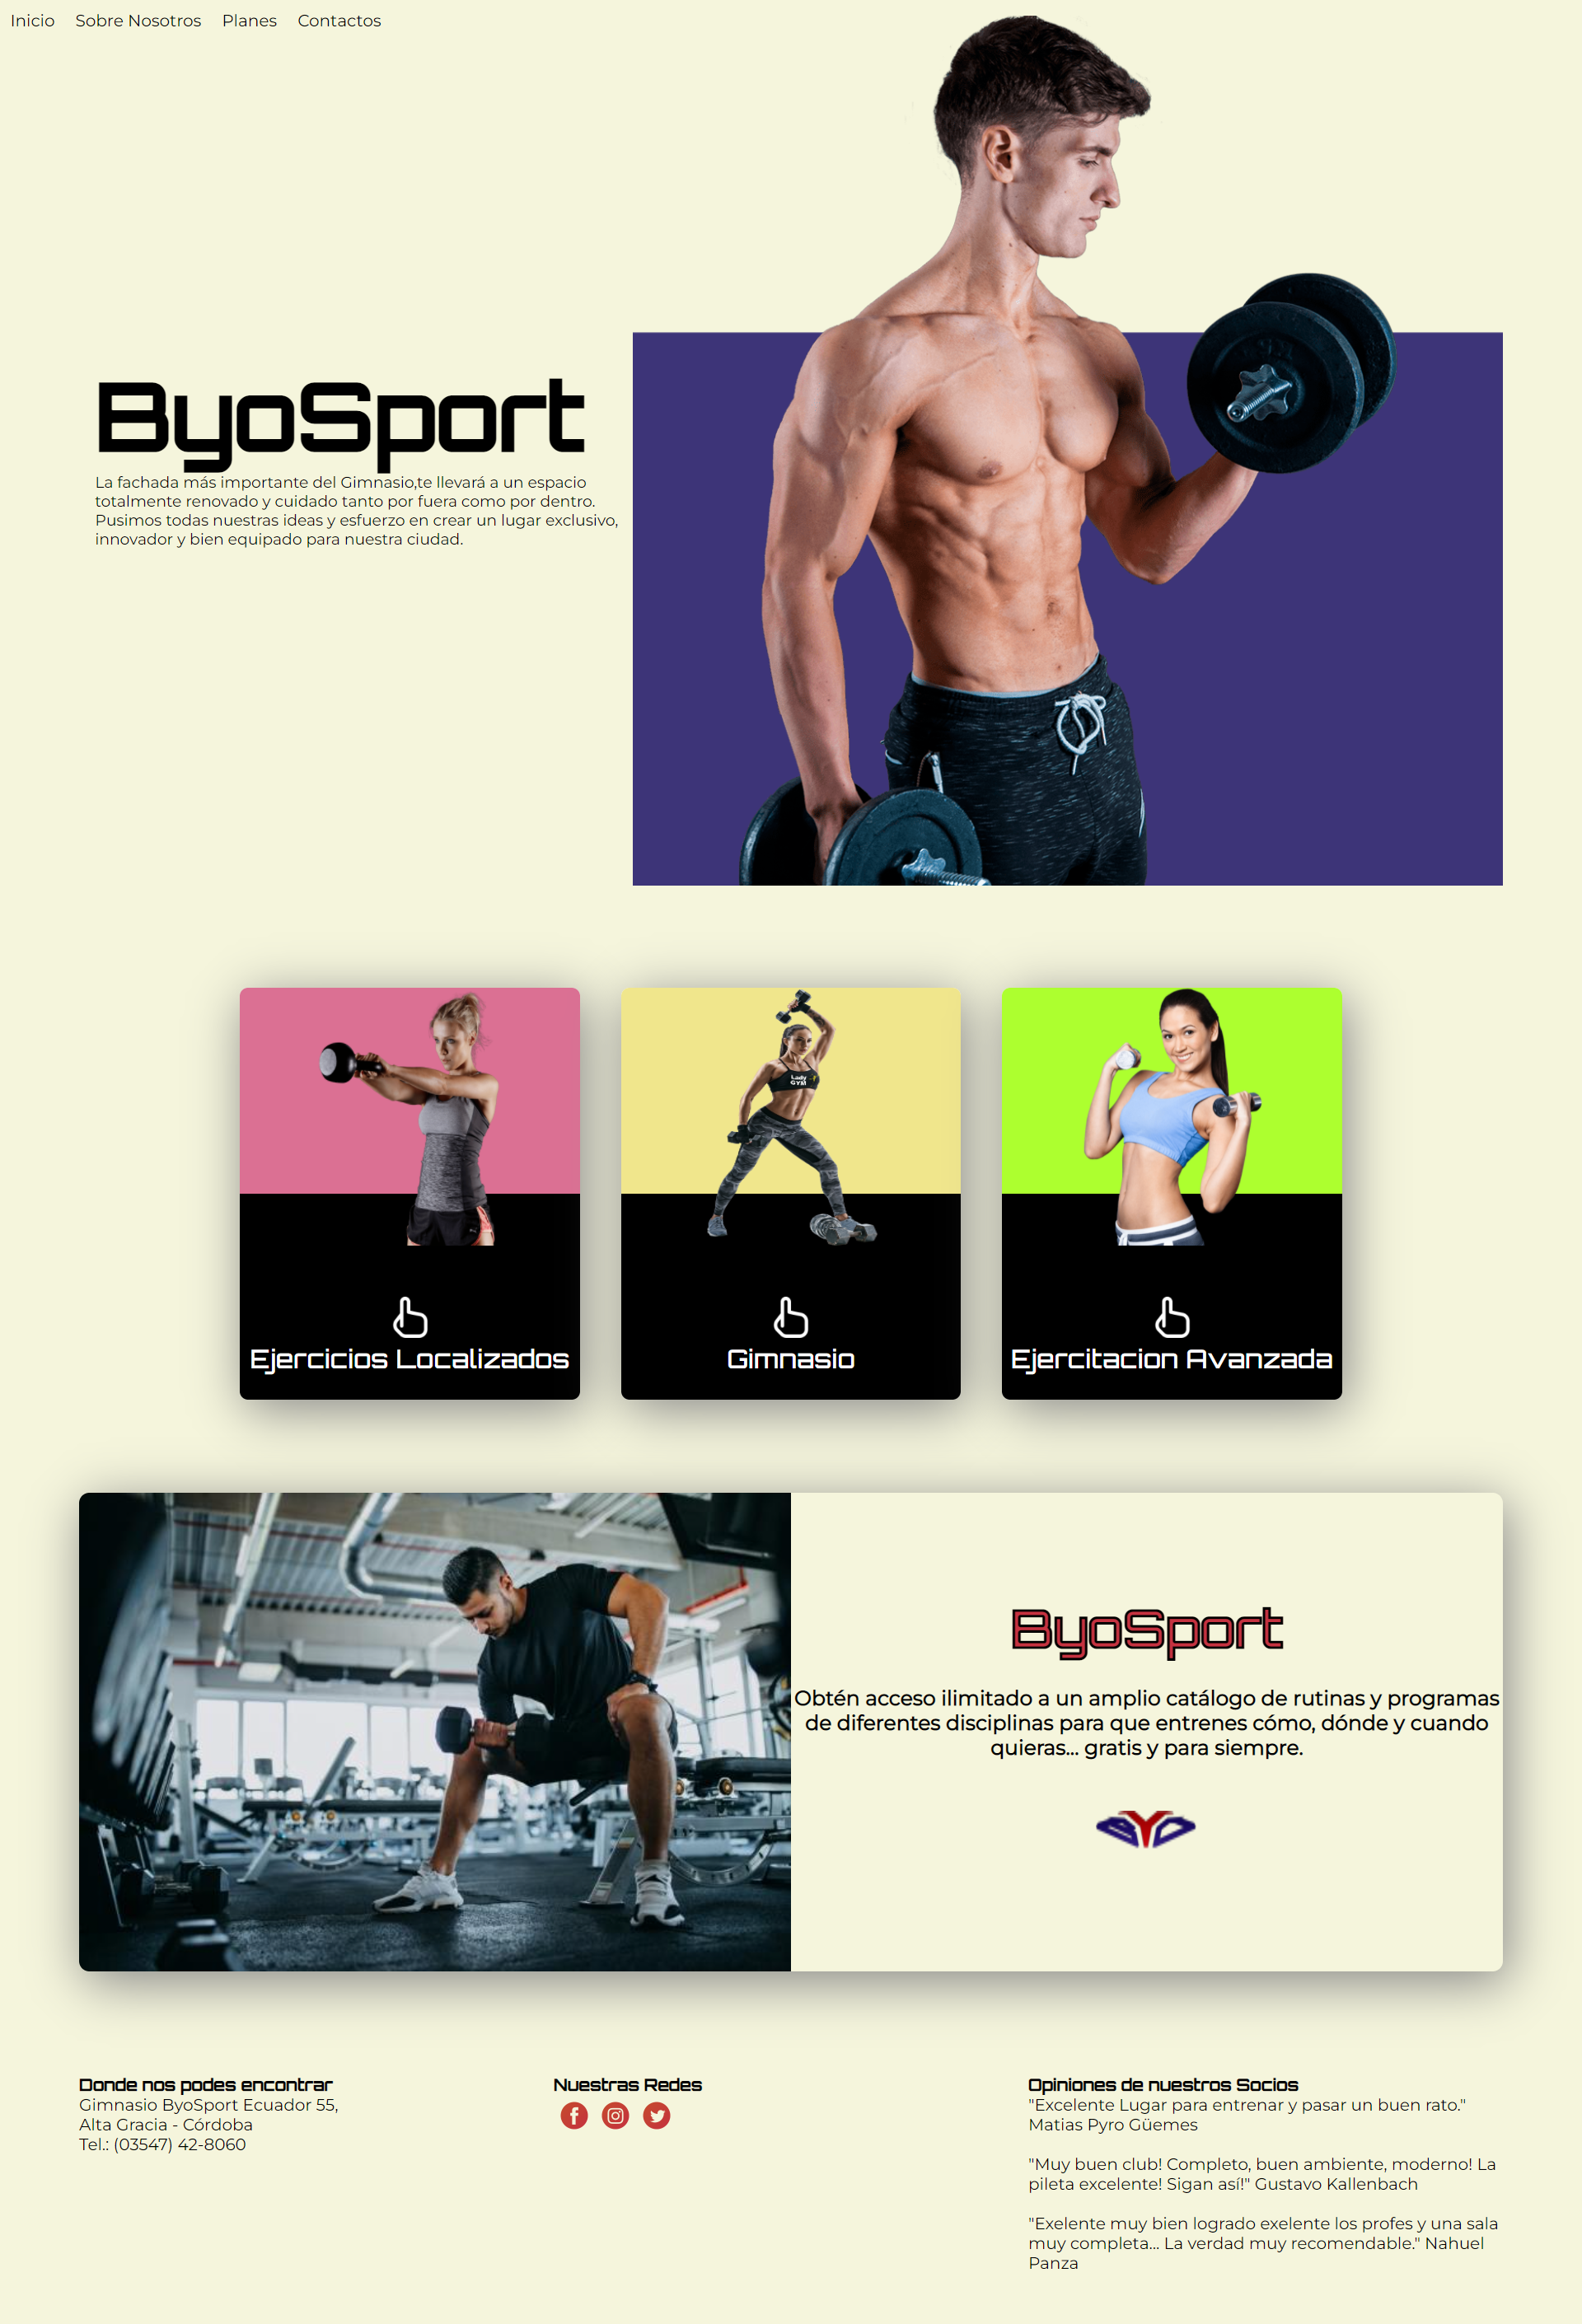 Inicio Sobre Nosotros Planes Contactos
ByoSport
La fachada más importante del Gimnasio,te llevará a un espacio
totalmente renovado y cuidado tanto por fuera como por dentro.
Pusimos todas nuestras ideas y esfuerzo en crear un lugar exclusivo,
innovador y bien equipado para nuestra ciudad.
Lady
GYM
Ejercicios Localizados
Gimnasio
Ejercitacion Avanzada
ByoSport
Obtén acceso ilimitado a un amplio catálogo de rutinas y programas
de diferentes disciplinas para que entrenes cómo, dónde y cuando
quieras... gratis y para siempre.
BYO
Donde nos podes encontrar
Gimnasio ByoSport Ecuador 55,
Alta Gracia - Córdoba
Tel.: (03547) 42-8060
Nuestras Redes
Opiniones de nuestros Socios
"Excelente Lugar para entrenar y pasar un buen rato."
Matias Pyro Güemes
"Muy buen club! Completo, buen ambiente, moderno! La
pileta excelente! Sigan así!" Gustavo Kallenbach
"Exelente muy bien logrado exelente los profes y una sala
muy completa... La verdad muy recomendable." Nahuel
Panza